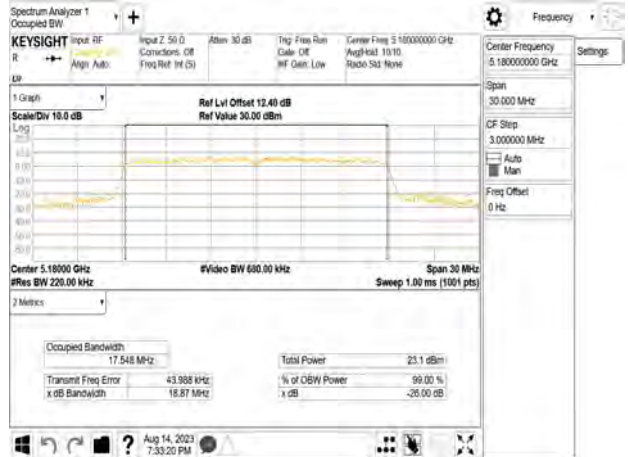 Spectrum Analyzer 1
Occupied BW
KEYSIGHT
R
Input: RF
Align: Auto
Input Z: 50 Ω
Corrections: Off
Freq Ref: Int (S)
Atten: 30 dB
Trig: Free Run
Gate: Off
#IF Gain: Low
Center Freq: 5.180000000 GHz
Avg|Hold: 10/10
Radio Std: None
1 Graph
Scale/Div 10.0 dB
Ref Lvl Offset 12.40 dB
Ref Value 30.00 dBm
Log
Center 5.18000 GHz
#Res BW 220.00 kHz
#Video BW 680.00 kHz
Span 30 MHz
Sweep 1.00 ms (1001 pts)
2 Metrics
Occupied Bandwidth
17.548 MHz
Total Power 23.1 dBm
Transmit Freq Error 43.988 kHz
% of OBW Power 99.00 %
x dB Bandwidth 18.87 MHz
x dB -26.00 dB
Aug 14, 2023
7:33:20 PM
Frequency
Settings
Center Frequency
5.180000000 GHz
Span
30.000 MHz
CF Step
3.000000 MHz
Auto
Man
Freq Offset
0 Hz